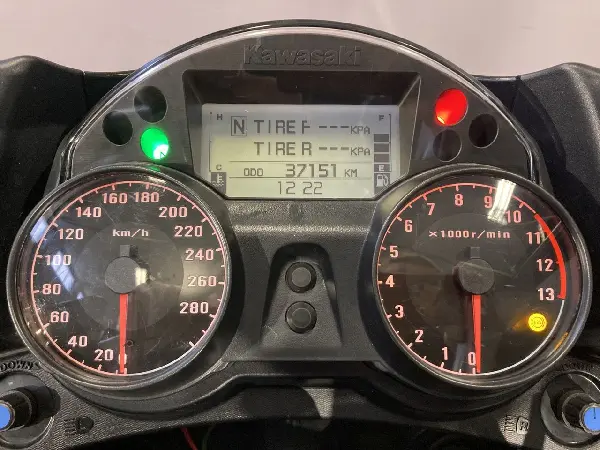 Kawasaki
H N TIRE F ---KPA F
TIRE R ---KPA
C ODO 37151 KM E
12 22
km/h
0 20 40 60 80 100 120 140 160 180 200 220 240 260 280
×1000r/min
0 1 2 3 4 5 6 7 8 9 10 11 12 13
DOWN
R